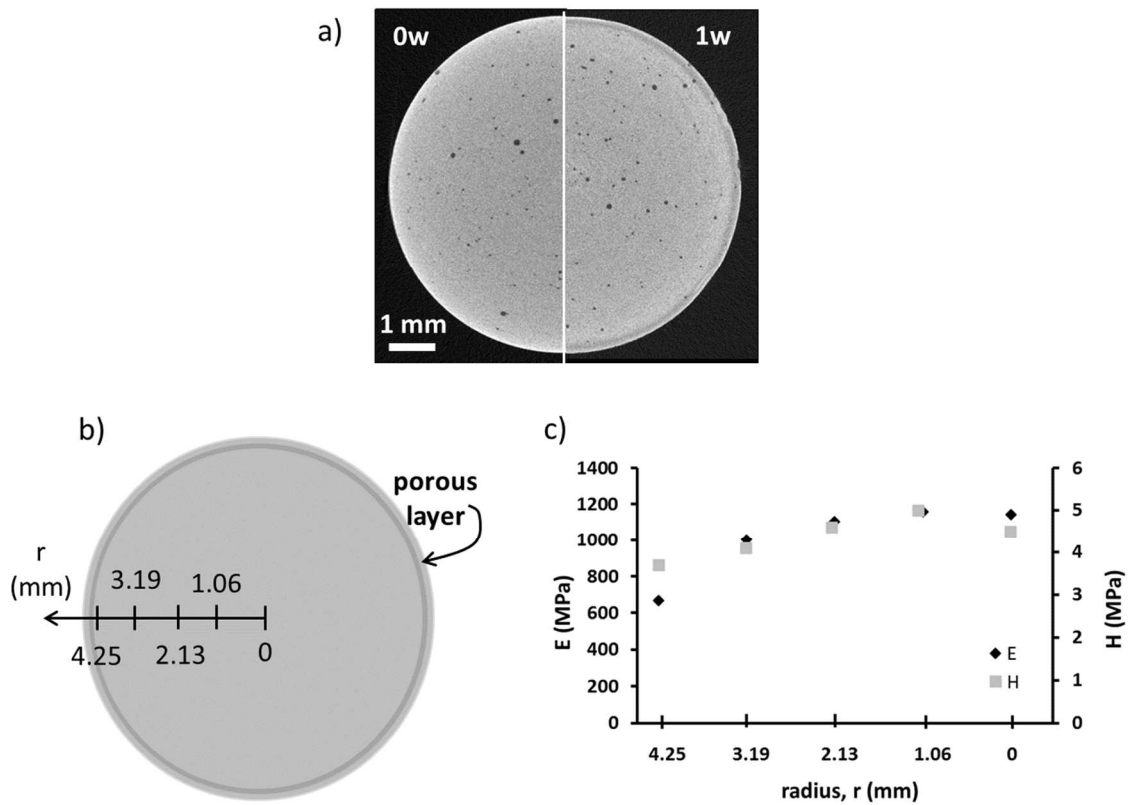 a)
0w 1w
1 mm
b)
porous
layer
r
(mm)
3.19 1.06
4.25 2.13 0
c)
E (MPa)
1400
1200
1000
800
600
400
200
0
H (MPa)
6
5
4
3
2
1
0
E
H
4.25 3.19 2.13 1.06 0
radius, r (mm)